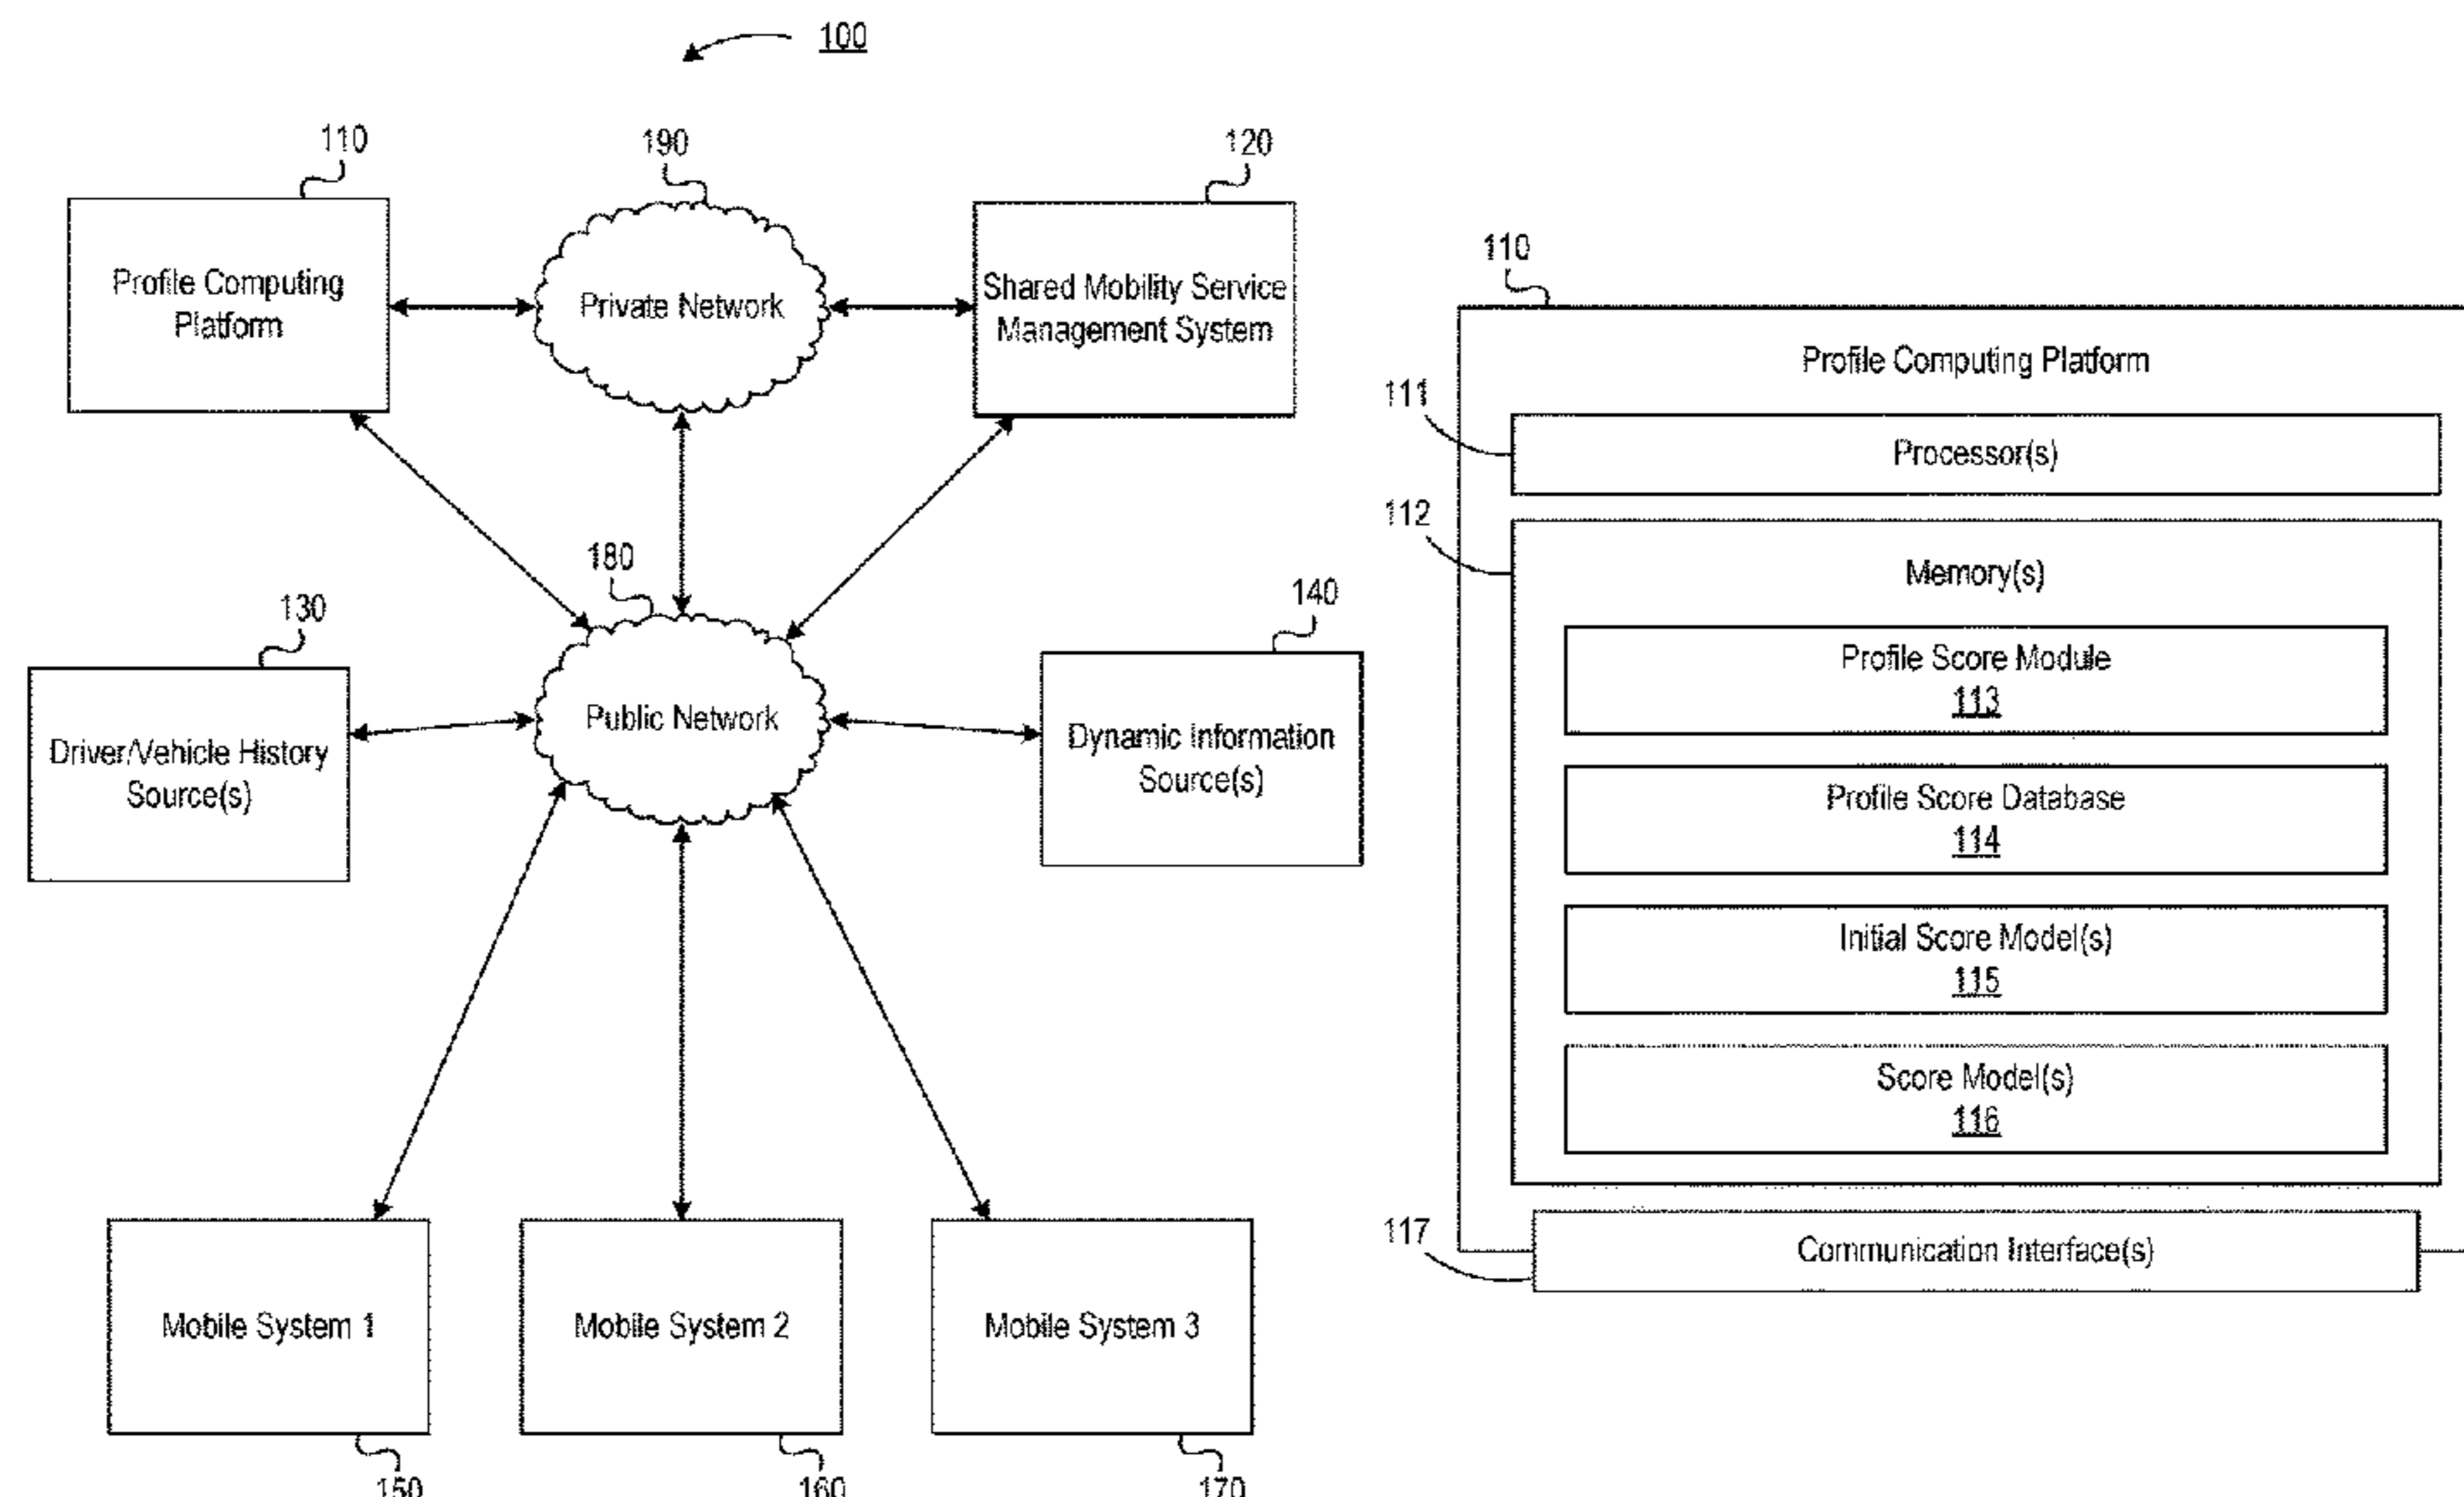 100
110
190
120
Profile Computing
Platform
Private Network
Shared Mobility Service
Management System
180
130
140
Public Network
Driver/Vehicle History
Source(s)
Dynamic Information
Source(s)
Mobile System 1
Mobile System 2
Mobile System 3
150
160
170
110
Profile Computing Platform
111
Processor(s)
112
Memory(s)
Profile Score Module
113
Profile Score Database
114
Initial Score Model(s)
115
Score Model(s)
116
117
Communication Interface(s)